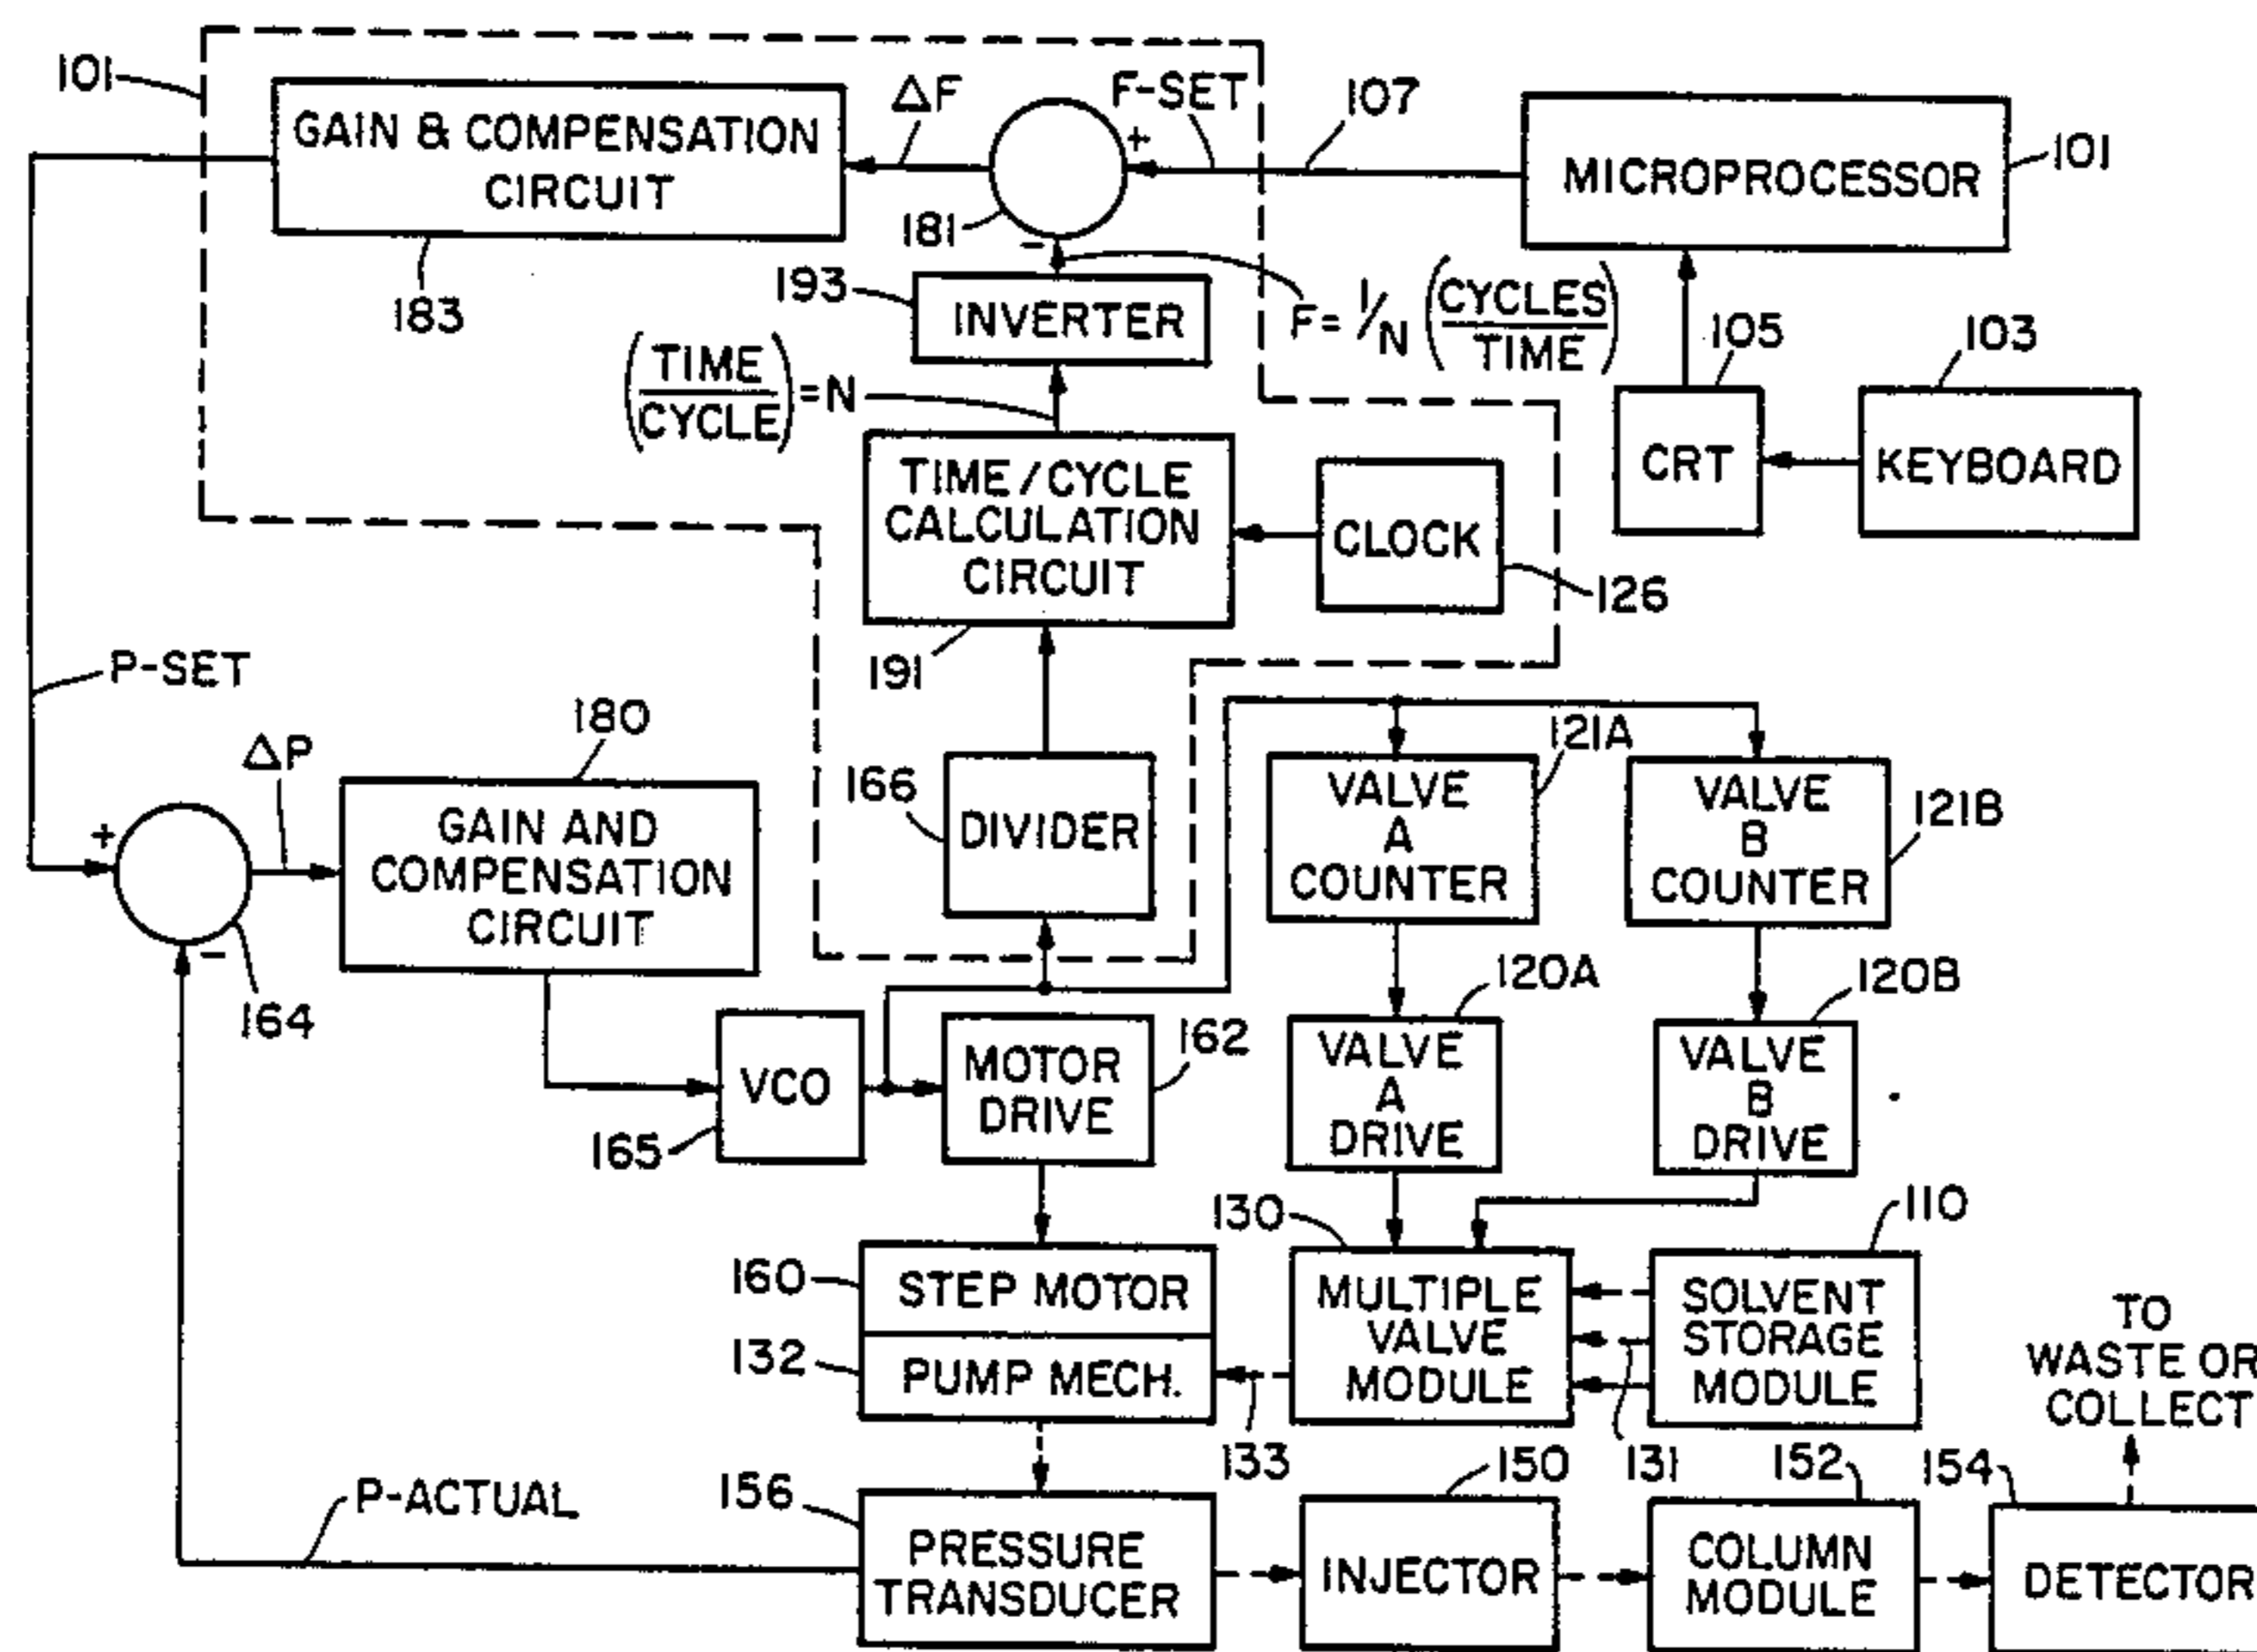 101
GAIN & COMPENSATION
CIRCUIT
183
ΔF
+
-
181
F-SET
107
MICROPROCESSOR
101
193
INVERTER
F = 1/N (CYCLES/TIME)
(TIME/CYCLE) = N
105
103
CRT
KEYBOARD
TIME/CYCLE
CALCULATION
CIRCUIT
191
CLOCK
126
P-SET
ΔP
180
+
-
164
GAIN AND
COMPENSATION
CIRCUIT
166
DIVIDER
121A
VALVE
A
COUNTER
121B
VALVE
B
COUNTER
VCO
165
MOTOR
DRIVE
162
120A
VALVE
A
DRIVE
120B
VALVE
B
DRIVE
160
STEP MOTOR
132
PUMP MECH.
133
130
MULTIPLE
VALVE
MODULE
131
110
SOLVENT
STORAGE
MODULE
TO
WASTE OR
COLLECT
P-ACTUAL
156
PRESSURE
TRANSDUCER
150
INJECTOR
152
COLUMN
MODULE
154
DETECTOR